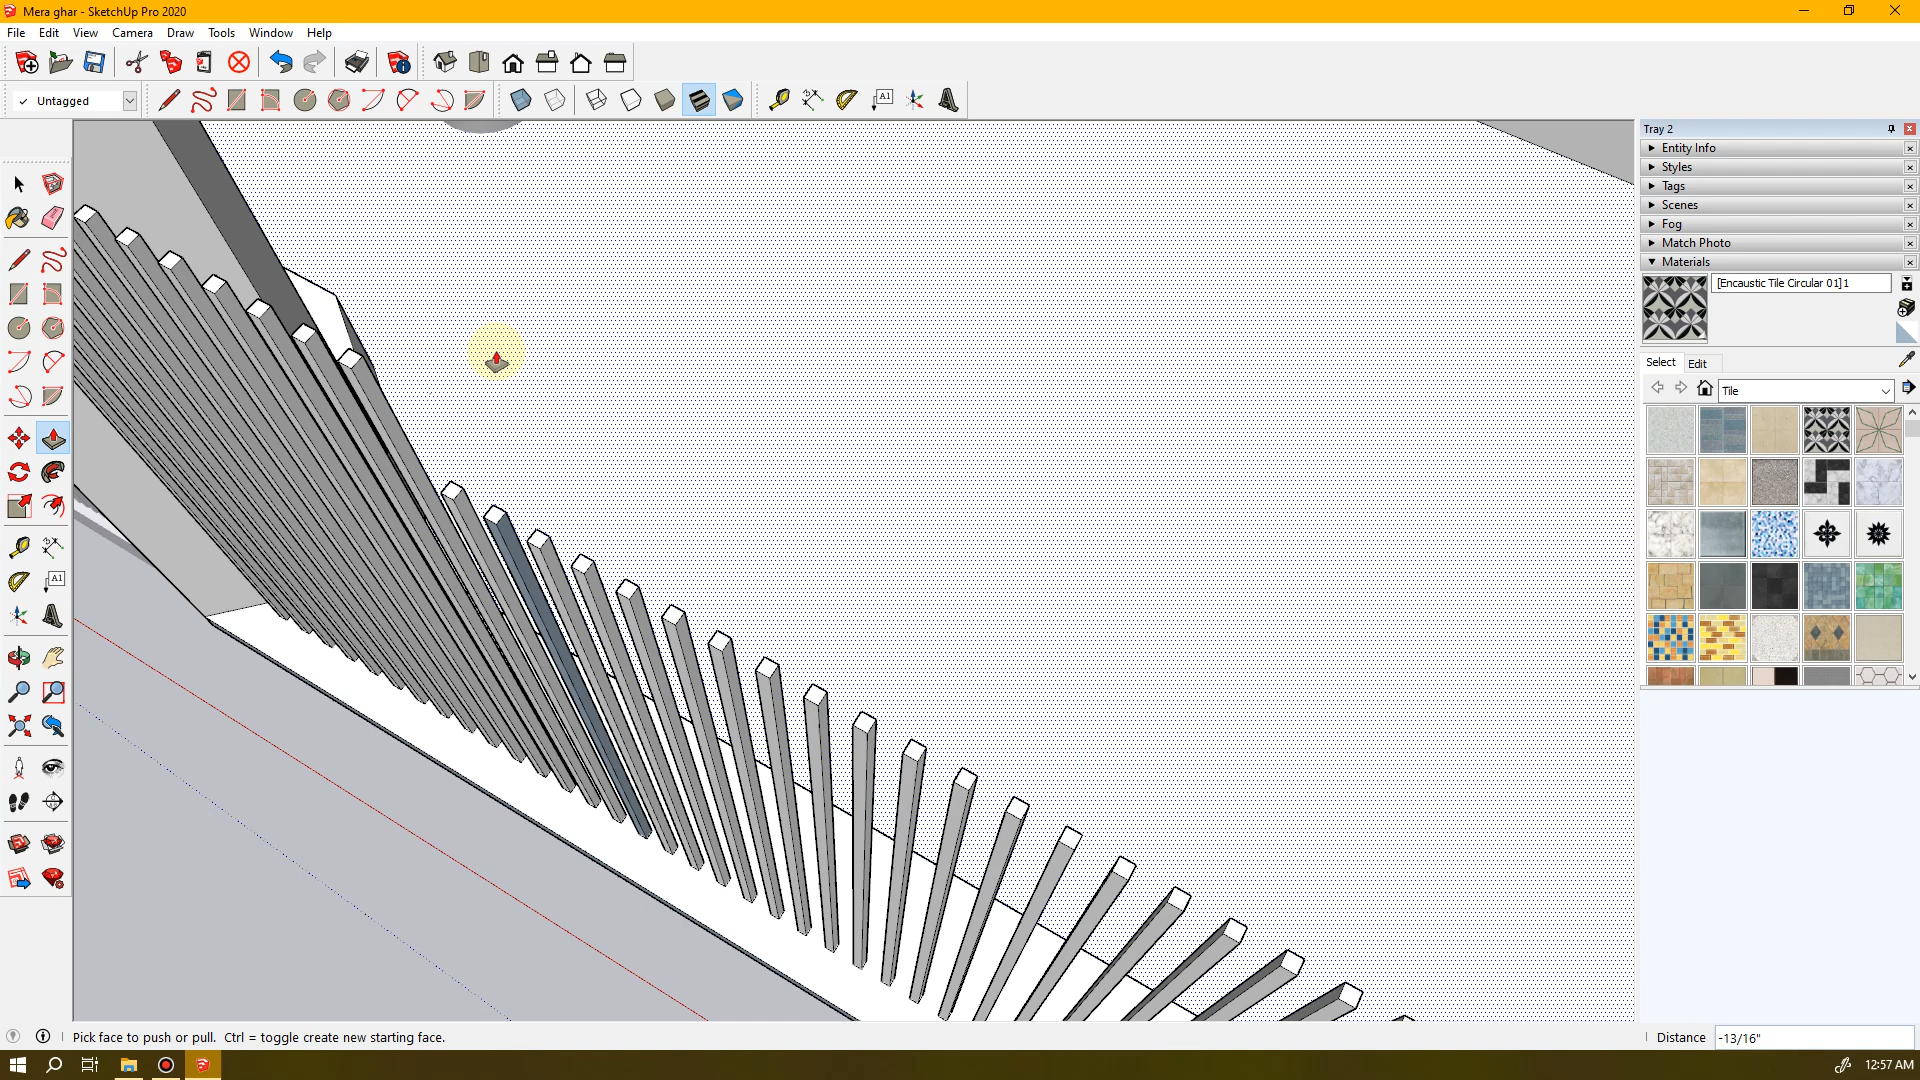 Mera ghar - SketchUp Pro 2020
File Edit View Camera Draw Tools Window Help
✓ Untagged
A1
Tray 2
Entity Info
Styles
Tags
Scenes
Fog
Match Photo
Materials
[Encaustic Tile Circular 01]1
Select Edit
Tile
A1
Pick face to push or pull. Ctrl = toggle create new starting face.
Distance -13/16"
12:57 AM